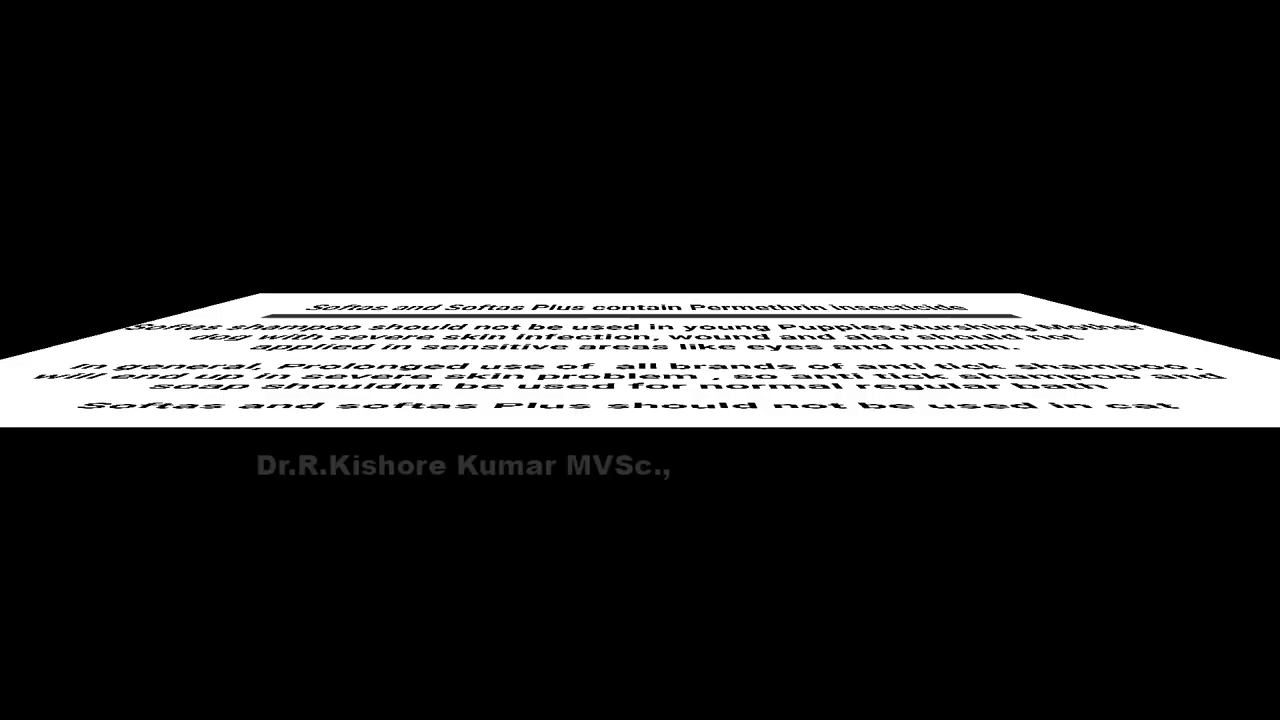 Softas and Softas Plus contain Permethrin insecticide
Softas shampoo should not be used in young Puppies,Nurshing Mother
dog with severe skin infection, wound and also should not
applied in sensitive areas like eyes and mouth.
In general, Prolonged use of all brands of anti tick shampoo,
will end up in severe skin problem , so anti tick shampoo and
soap shouldnt be used for normal regular bath
Softas and softas Plus should not be used in cat
Dr.R.Kishore Kumar MVSc.,